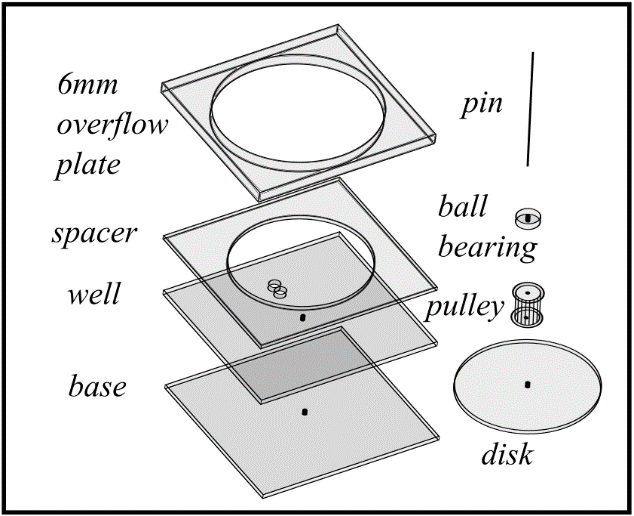 6mm
overflow
plate
spacer
well
base
pin
ball
bearing
pulley
disk